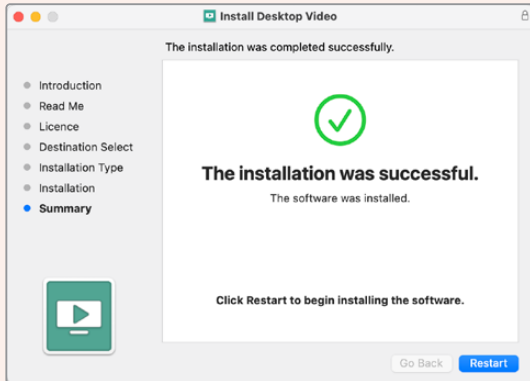 Install Desktop Video
The installation was completed successfully.
Introduction
Read Me
Licence
Destination Select
Installation Type
Installation
Summary
The installation was successful.
The software was installed.
Click Restart to begin installing the software.
Go Back
Restart